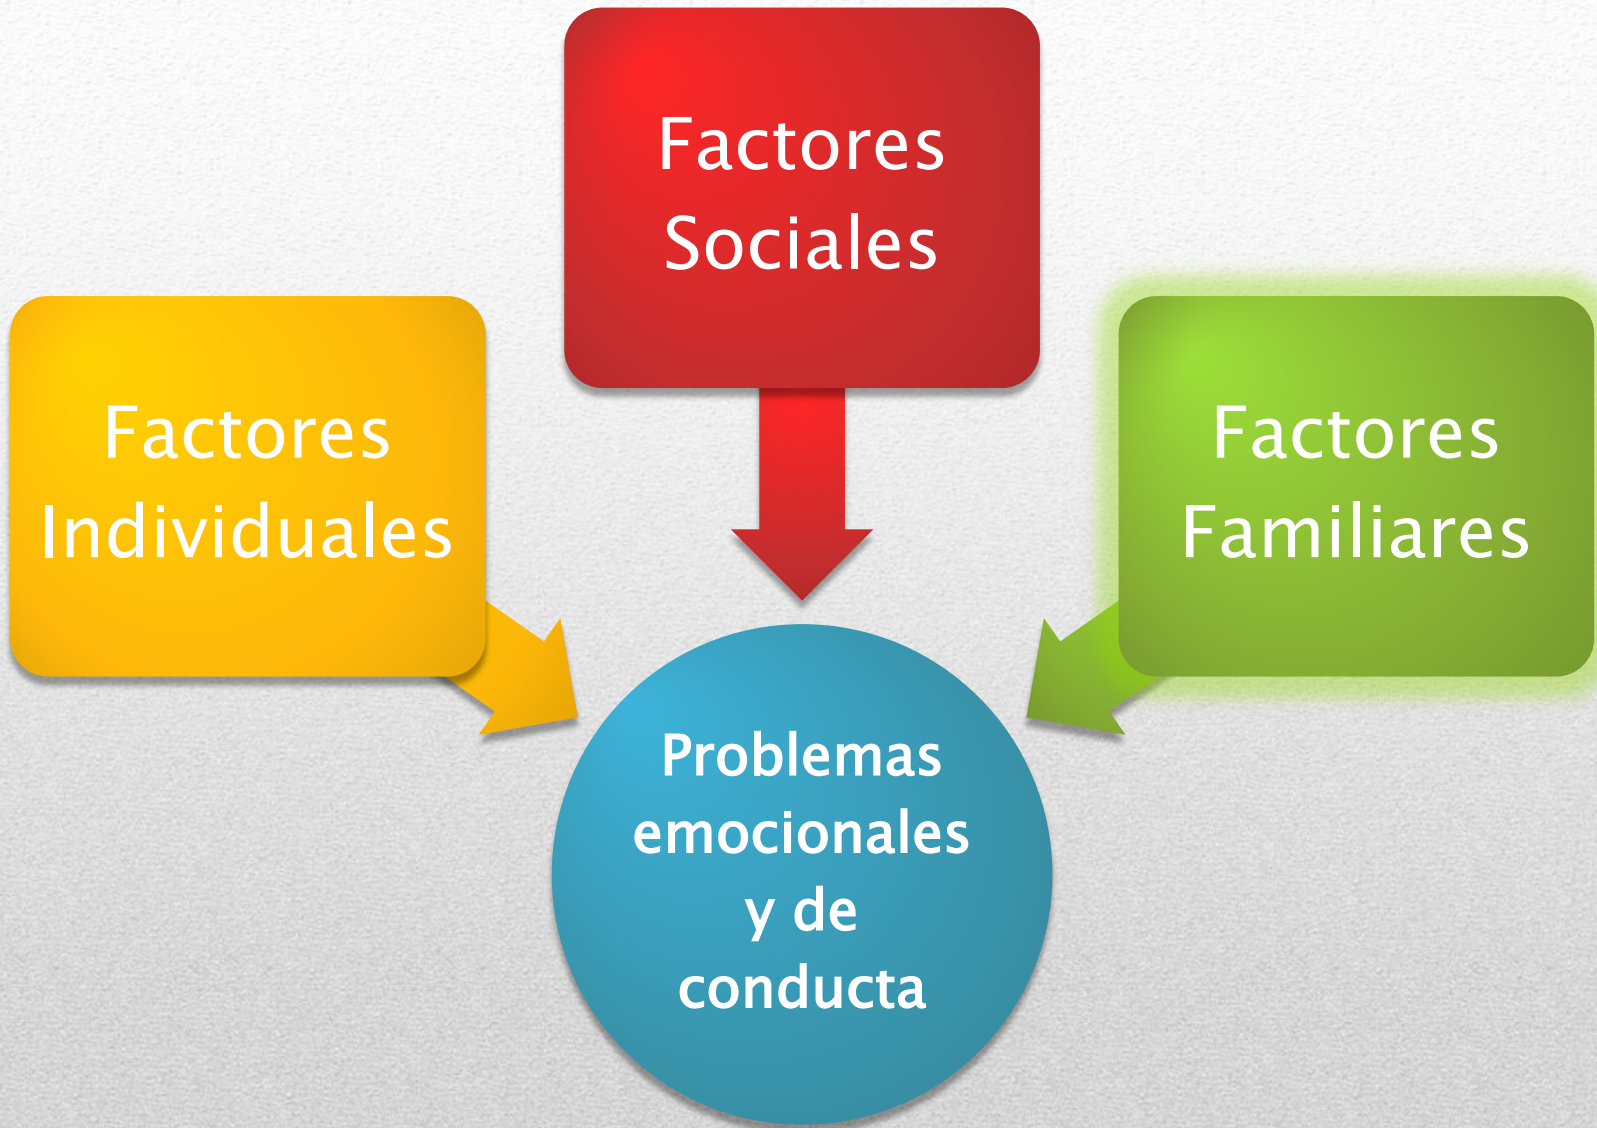 Factores
Sociales
Factores
Individuales
Factores
Familiares
Problemas
emocionales
y de
conducta